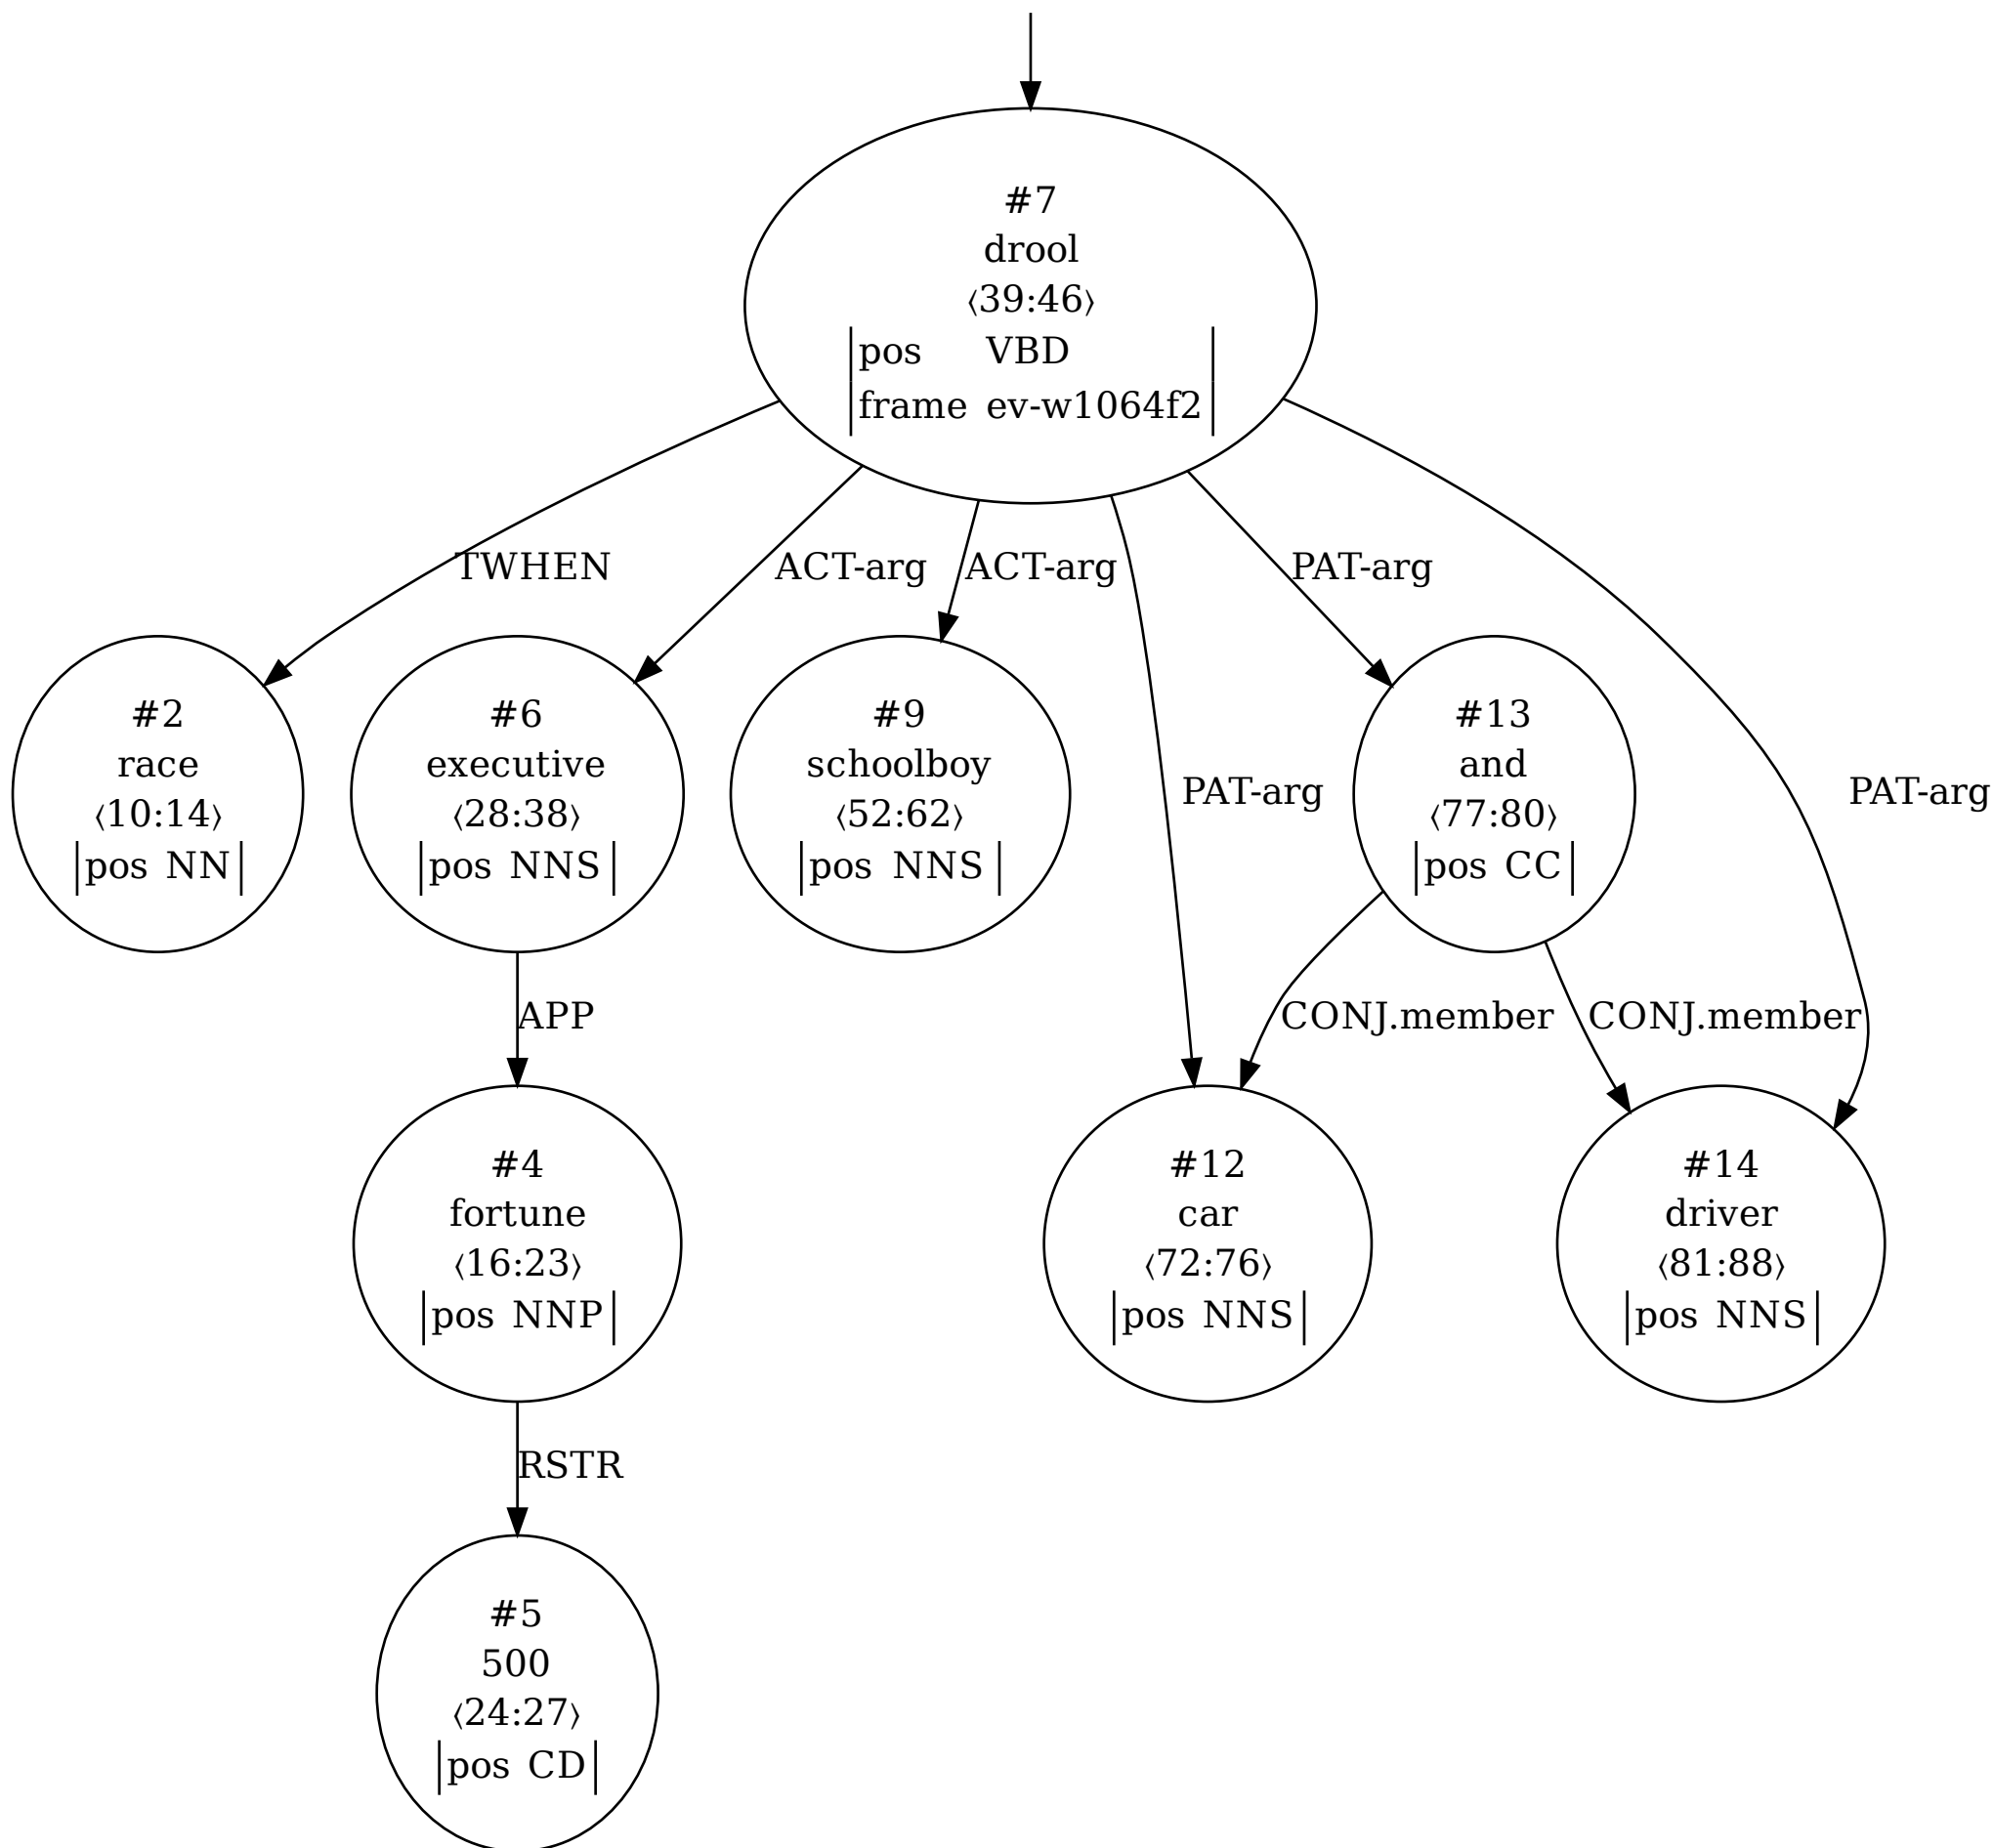 #7
drool
⟨39:46⟩
pos VBD
frame ev-w1064f2
TWHEN
ACT-arg
ACT-arg
PAT-arg
#2
race
⟨10:14⟩
pos NN
#6
executive
⟨28:38⟩
pos NNS
#9
schoolboy
⟨52:62⟩
pos NNS
PAT-arg
#13
and
⟨77:80⟩
pos CC
PAT-arg
APP
CONJ.member
CONJ.member
#4
fortune
⟨16:23⟩
pos NNP
#12
car
⟨72:76⟩
pos NNS
#14
driver
⟨81:88⟩
pos NNS
RSTR
#5
500
⟨24:27⟩
pos CD